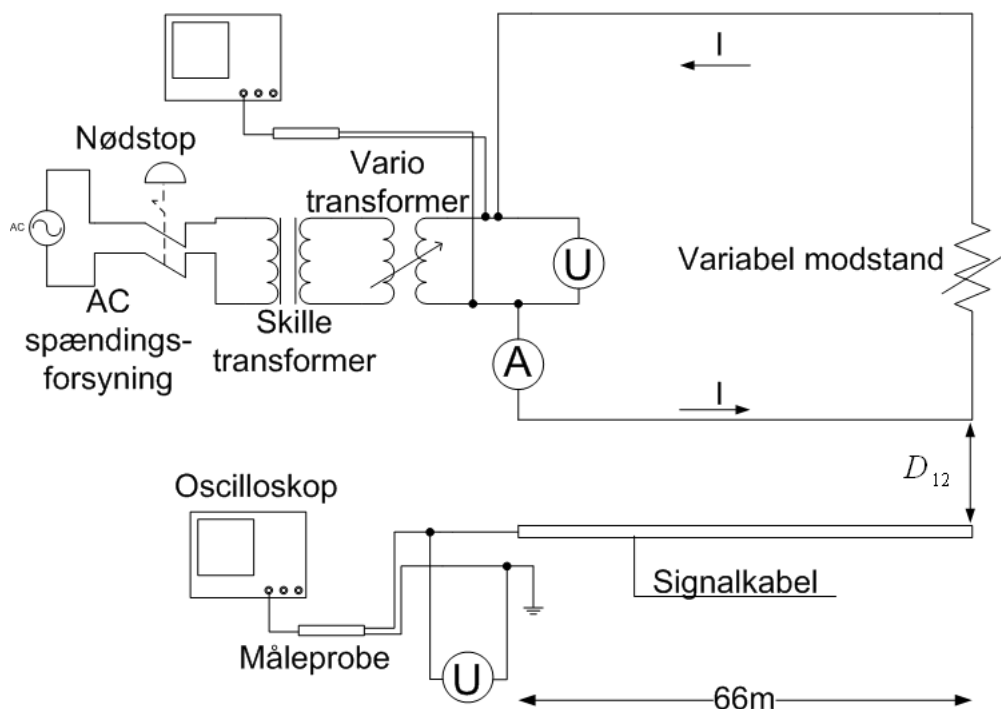 I
Nødstop
Vario
transformer
AC
U
Variabel modstand
AC
spændings-
forsyning
Skille
transformer
A
I
D12
Oscilloskop
Signalkabel
Måleprobe
U
66m